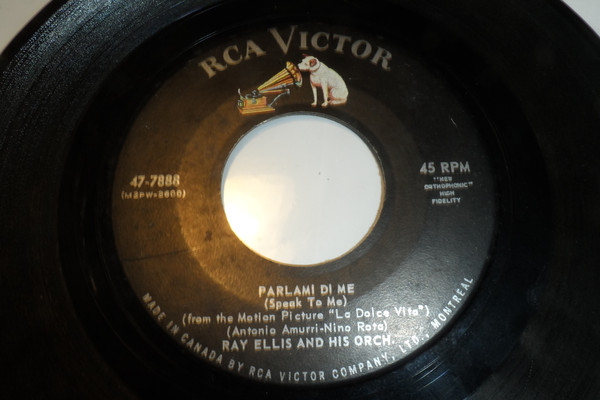 RCA VICTOR
47-7888
(M2PW-2600)
45 RPM
"NEW
ORTHOPHONIC"
HIGH
FIDELITY
PARLAMI DI ME
(Speak To Me)
(from the Motion Picture "La Dolce Vita")
(Antonio Amurri-Nino Rota)
RAY ELLIS AND HIS ORCH.
MADE IN CANADA BY RCA VICTOR COMPANY, LTD., MONTREAL